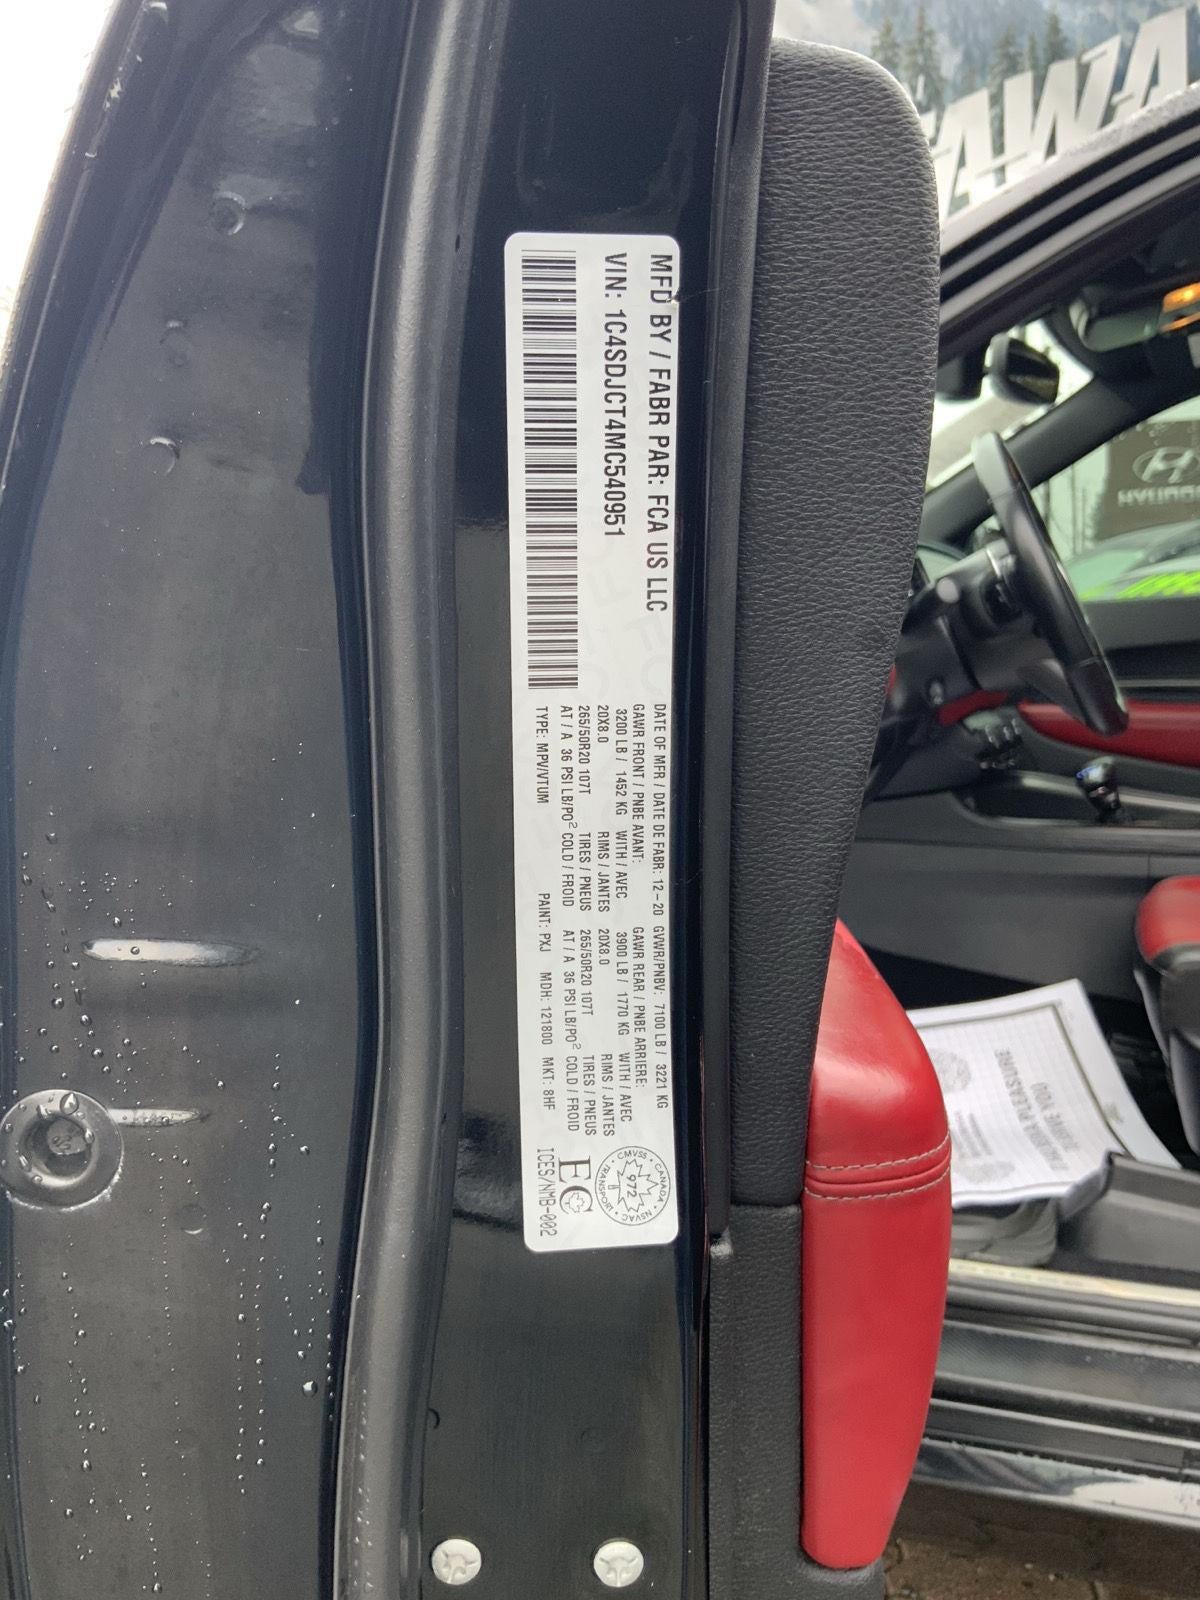 MFD BY / FABR PAR: FCA US LLC
VIN: 1C4SDJCT4MC540951
DATE OF MFR / DATE DE FABR: 12-20 GVWR/PNBV: 7100 LB / 3221 KG
GAWR FRONT / PNBE AVANT: GAWR REAR / PNBE ARRIERE:
3200 LB / 1452 KG WITH / AVEC 3900 LB / 1770 KG WITH / AVEC
20X8.0 RIMS / JANTES 20X8.0 RIMS / JANTES
265/50R20 107T TIRES / PNEUS 265/50R20 107T TIRES / PNEUS
AT / A 36 PSI LB/PO² COLD / FROID AT / A 36 PSI LB/PO² COLD / FROID
TYPE: MPV/VTUM PAINT: PXJ MDH: 121800 MKT: 8HF
CMVSS • CANADA • NSVAC • TRANSPORT
972
EC
ICES/NMB-002
HYUNDAI